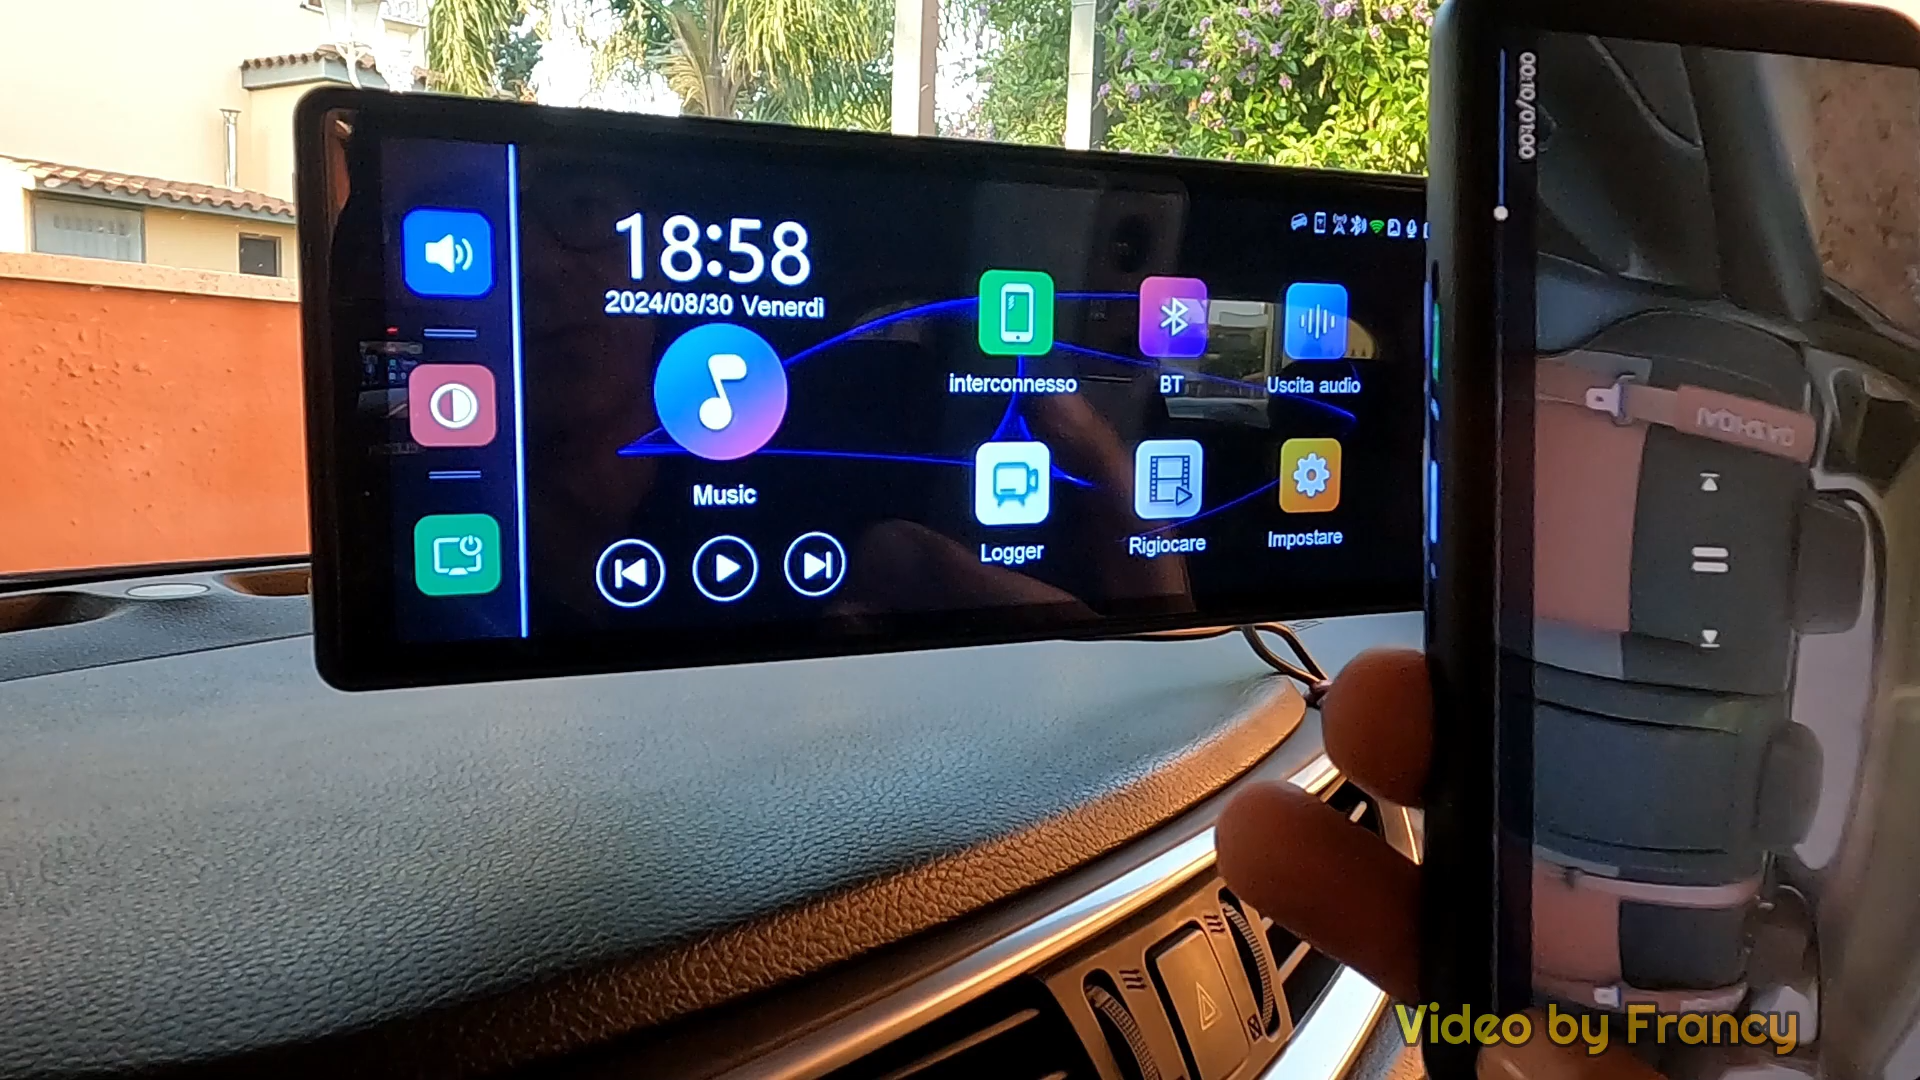 18:58
2024/08/30 Venerdì
Music
interconnesso
BT
Uscita audio
Logger
Rigiocare
Impostare
00:10/01:00
Video by Francy